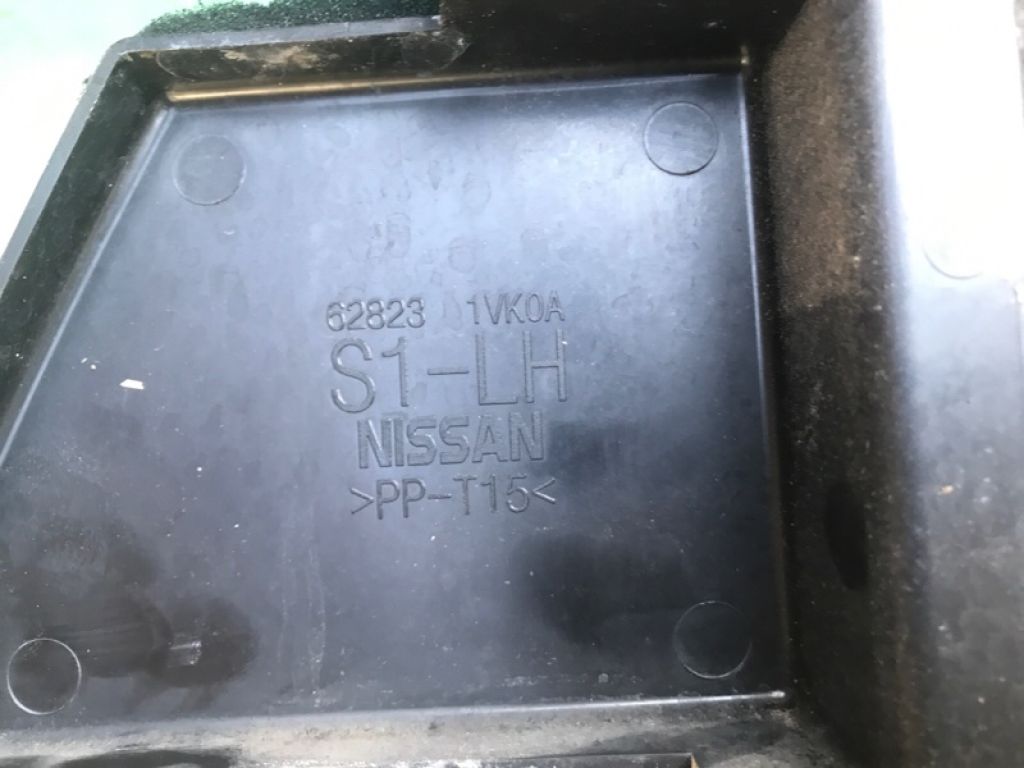 62823 1VK0A
S1-LH
NISSAN
>PP-T15<